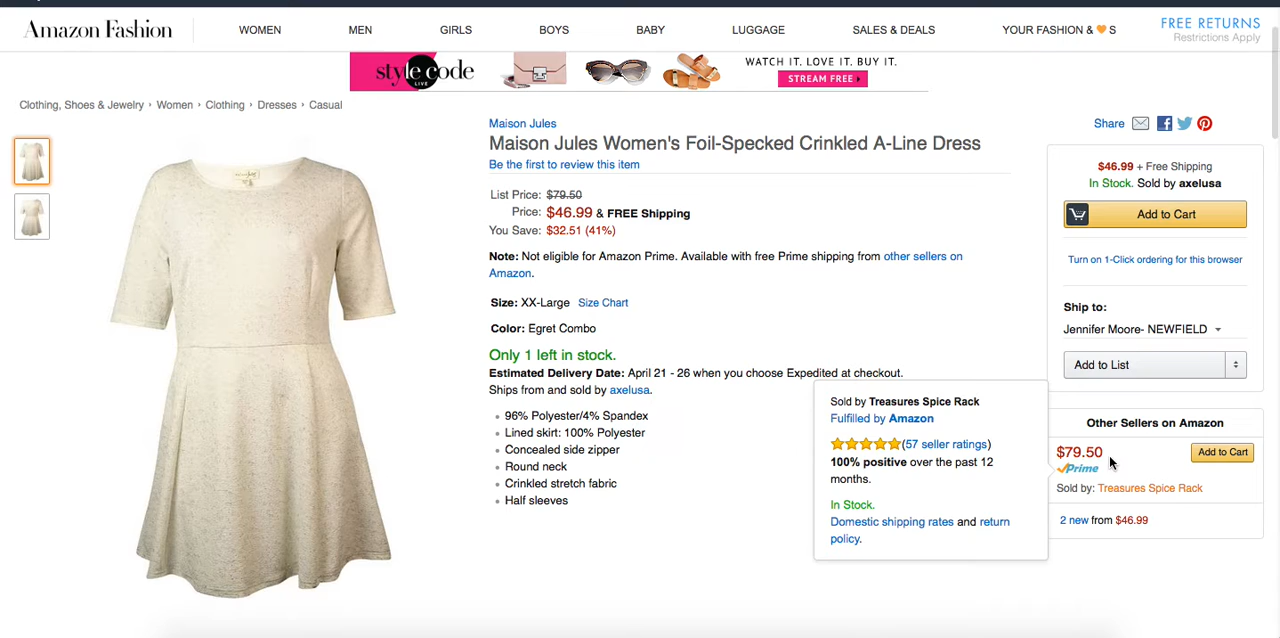 Amazon Fashion
WOMEN MEN GIRLS BOYS BABY LUGGAGE SALES & DEALS YOUR FASHION & 🧡 S
FREE RETURNS
Restrictions Apply
style code
LIVE
WATCH IT. LOVE IT. BUY IT.
STREAM FREE
Clothing, Shoes & Jewelry › Women › Clothing › Dresses › Casual
Maison Jules
Maison Jules Women's Foil-Specked Crinkled A-Line Dress
Be the first to review this item
List Price: $79.50
Price: $46.99 & FREE Shipping
You Save: $32.51 (41%)
Note: Not eligible for Amazon Prime. Available with free Prime shipping from other sellers on
Amazon.
Size: XX-Large Size Chart
Color: Egret Combo
Only 1 left in stock.
Estimated Delivery Date: April 21 - 26 when you choose Expedited at checkout.
Ships from and sold by axelusa.
96% Polyester/4% Spandex
Lined skirt: 100% Polyester
Concealed side zipper
Round neck
Crinkled stretch fabric
Half sleeves
Sold by Treasures Spice Rack
Fulfilled by Amazon
(57 seller ratings)
100% positive over the past 12
months.
In Stock.
Domestic shipping rates and return
policy.
Share
$46.99 + Free Shipping
In Stock. Sold by axelusa
Add to Cart
Turn on 1-Click ordering for this browser
Ship to:
Jennifer Moore- NEWFIELD
Add to List
Other Sellers on Amazon
$79.50
Add to Cart
Prime
Sold by: Treasures Spice Rack
2 new from $46.99